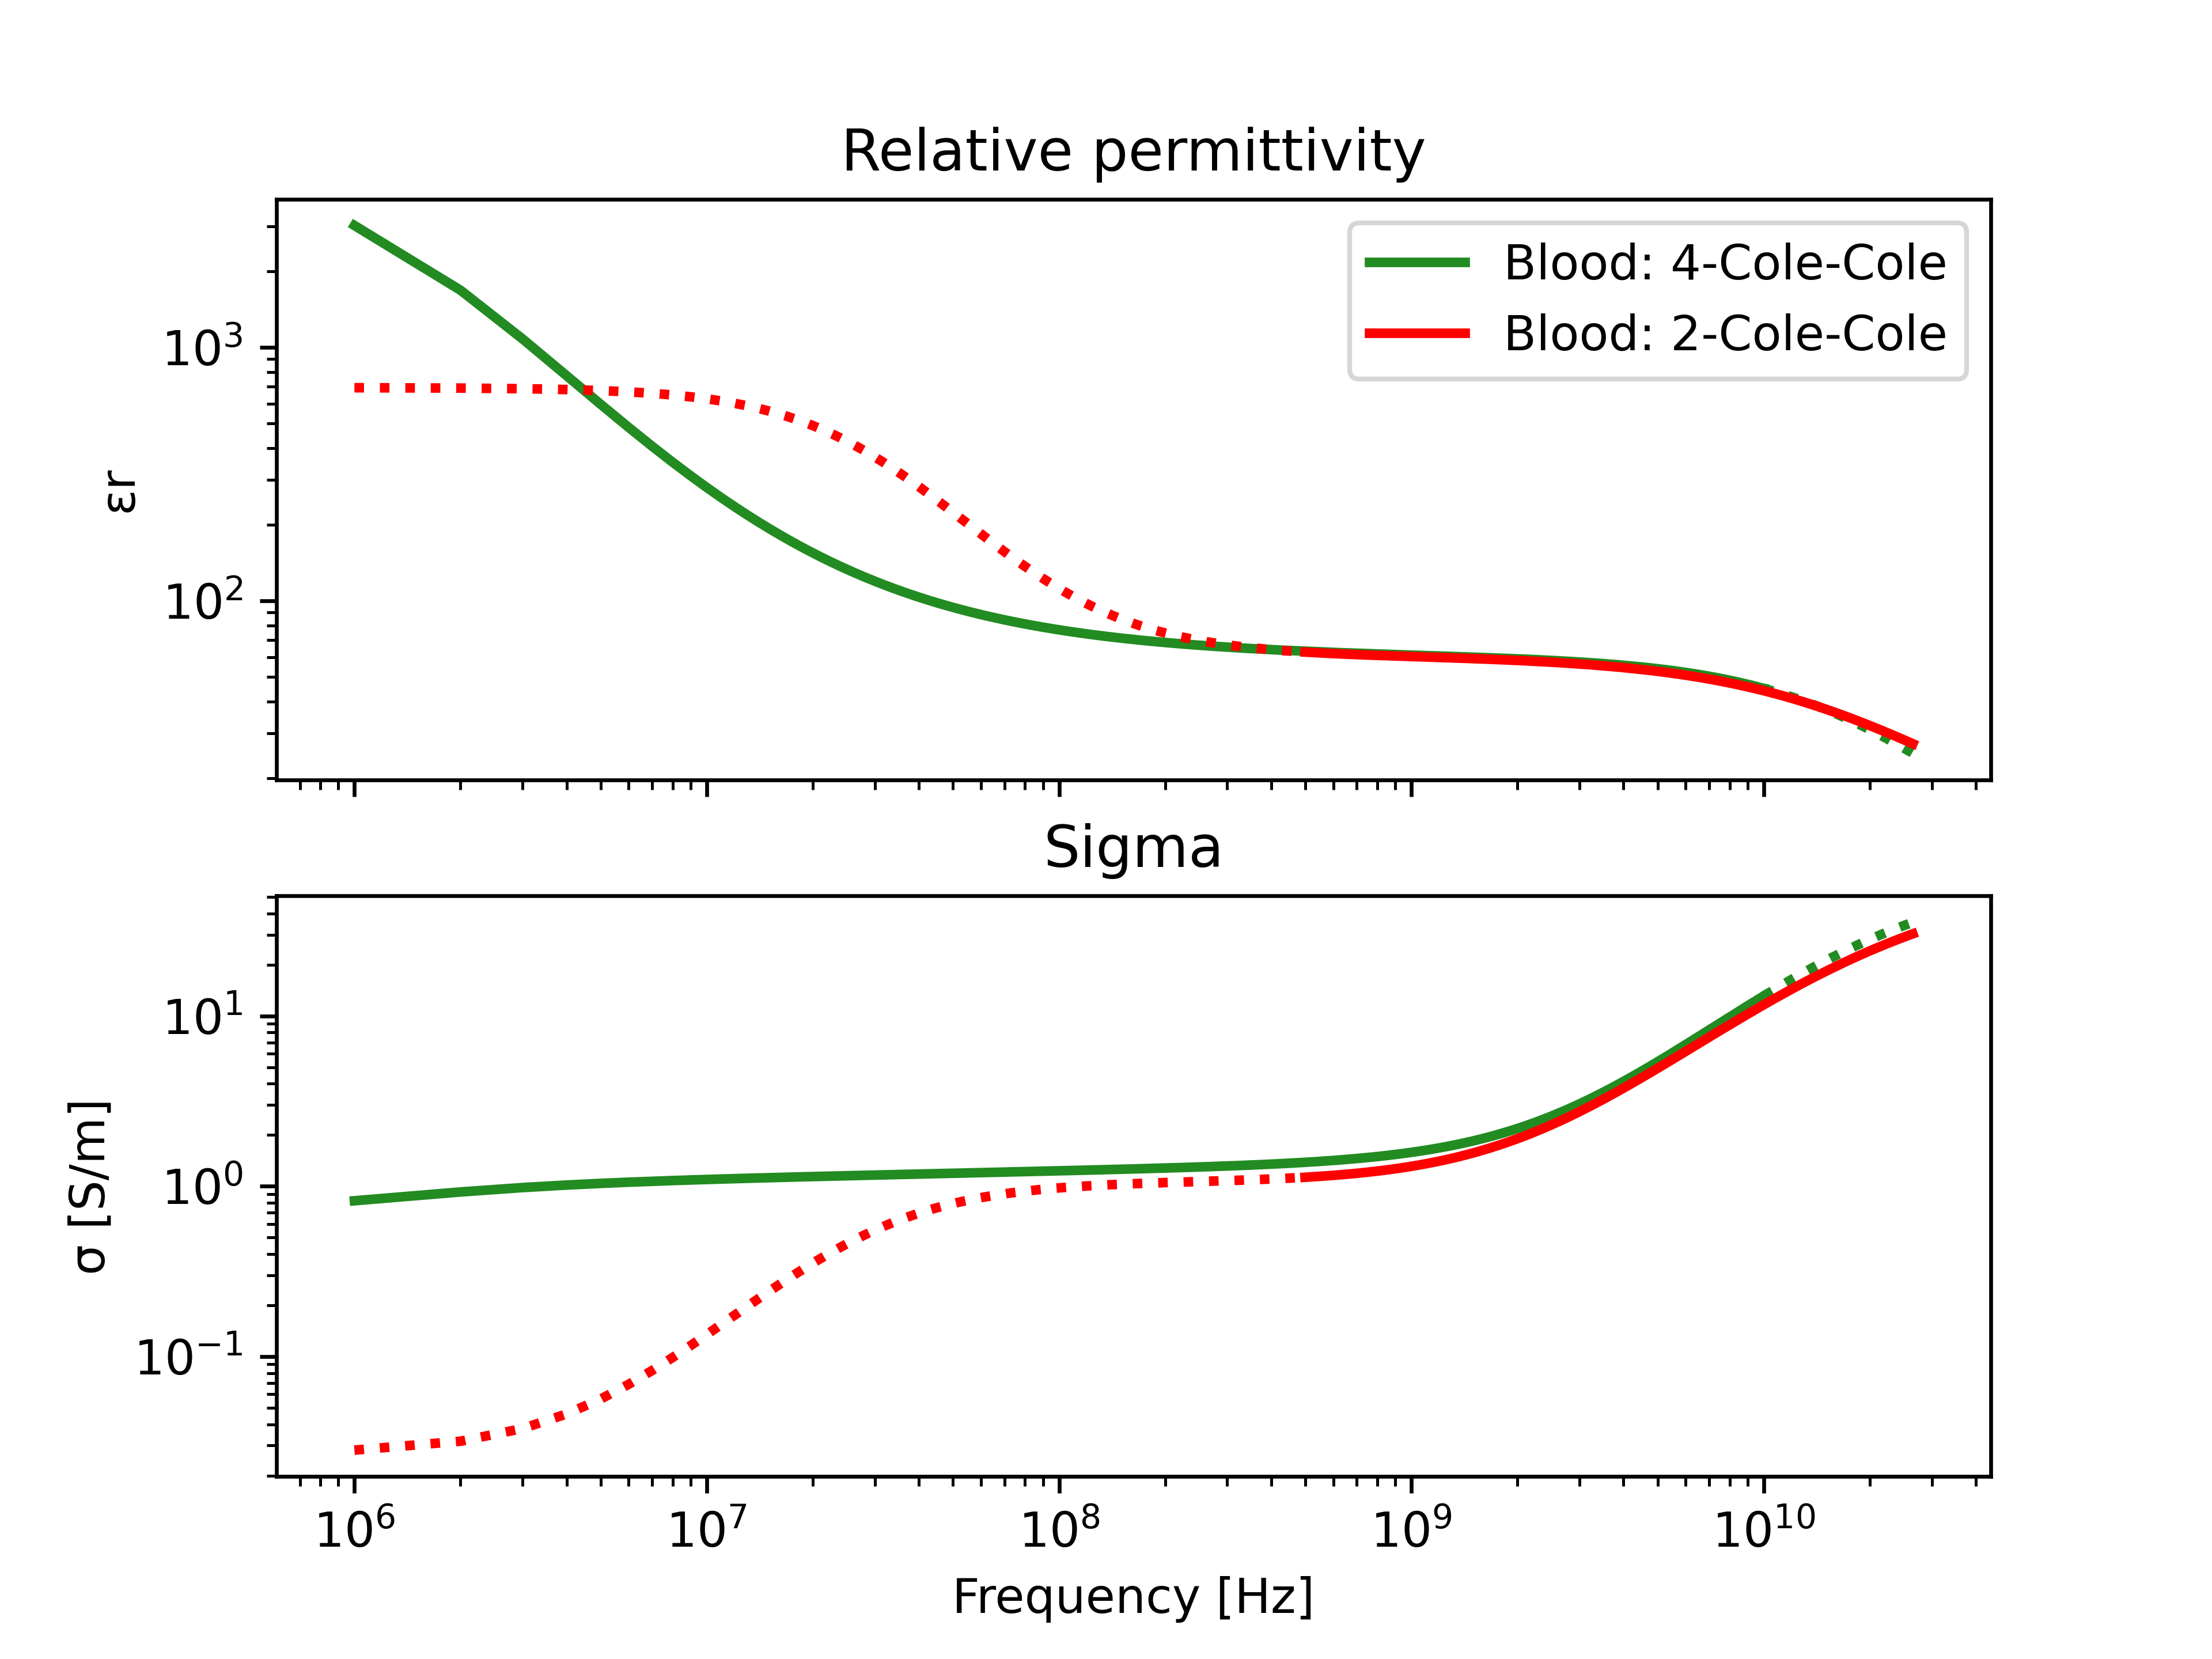 Relative permittivity
Blood: 4-Cole-Cole
Blood: 2-Cole-Cole
εr
10³
10²
Sigma
σ [S/m]
10¹
10⁰
10⁻¹
10⁶ 10⁷ 10⁸ 10⁹ 10¹⁰
Frequency [Hz]